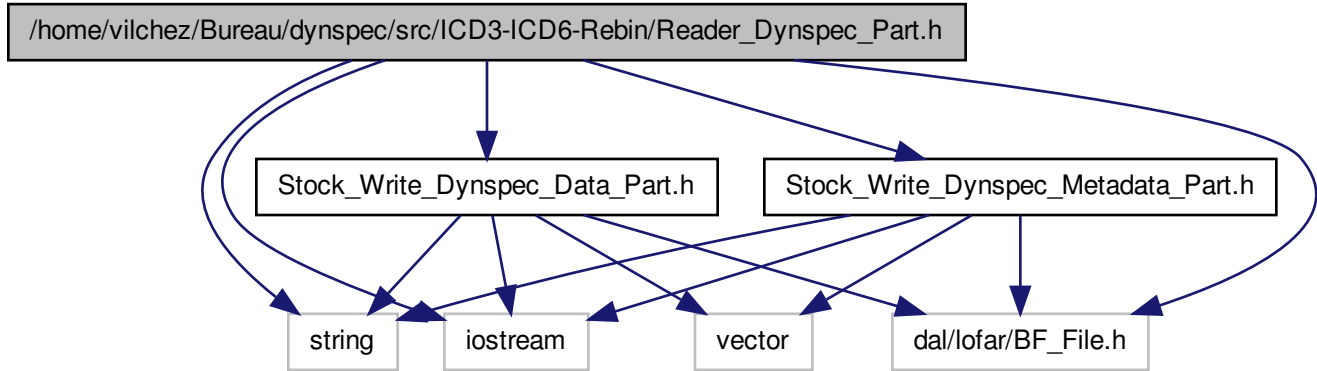 /home/vilchez/Bureau/dynspec/src/ICD3-ICD6-Rebin/Reader_Dynspec_Part.h
Stock_Write_Dynspec_Data_Part.h
Stock_Write_Dynspec_Metadata_Part.h
string
iostream
vector
dal/lofar/BF_File.h